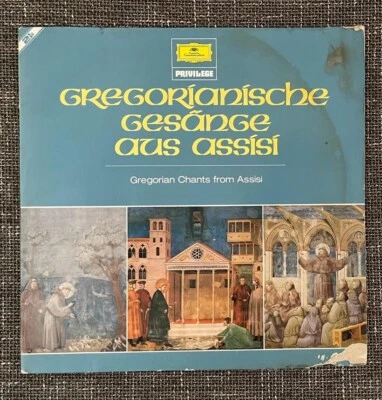 PRIVILEGE
Gregorianische
Gesänge
aus Assisi
Gregorian Chants from Assisi